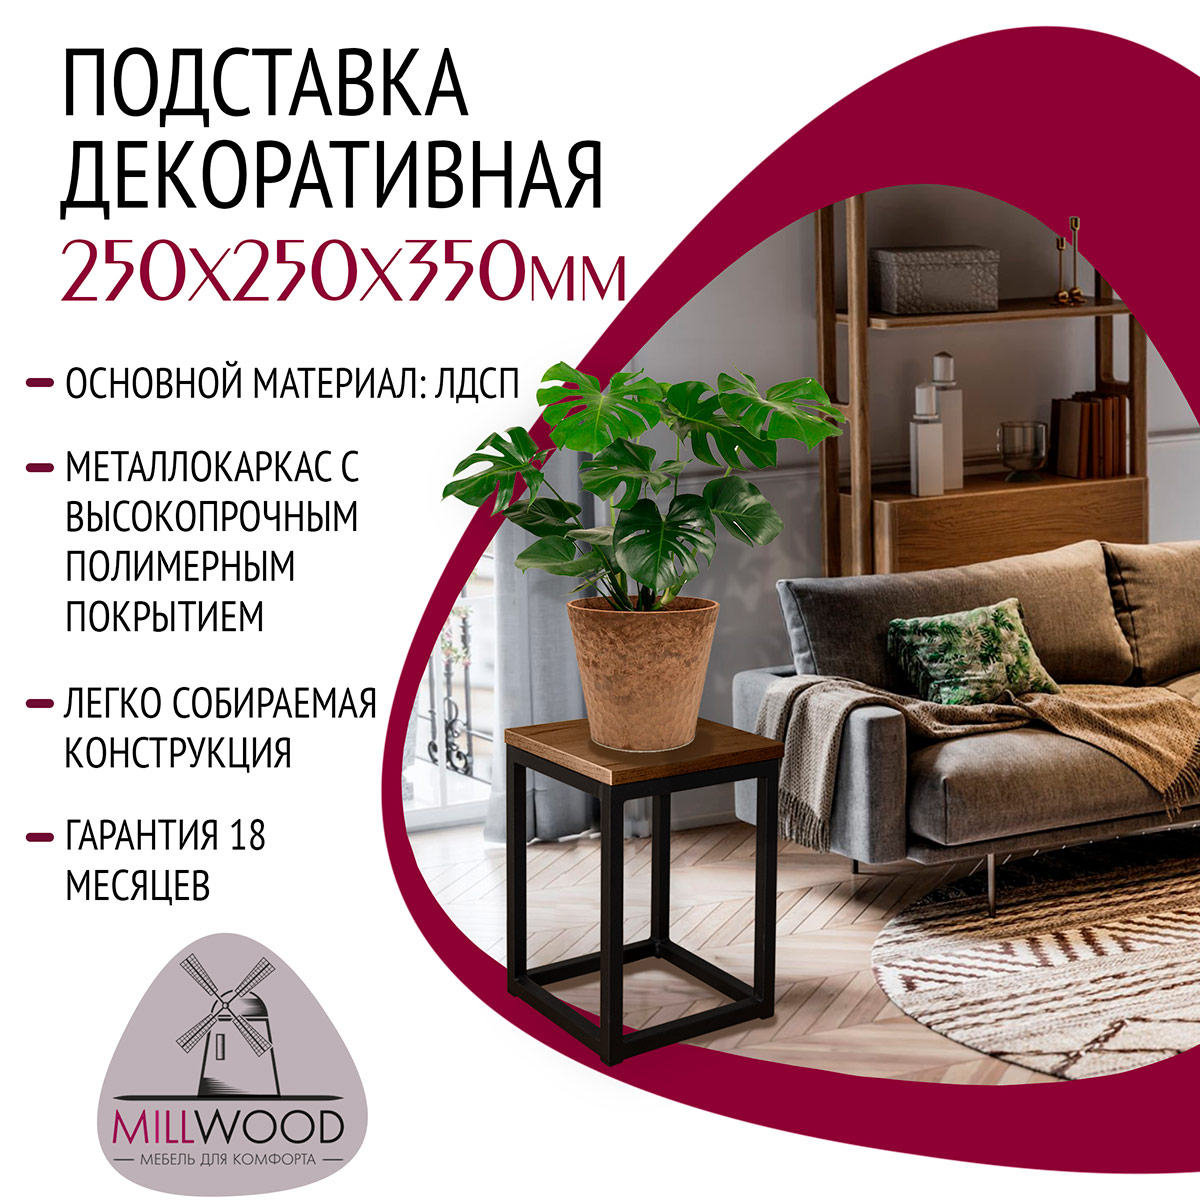 ПОДСТАВКА
ДЕКОРАТИВНАЯ
250х250х350мм
ОСНОВНОЙ МАТЕРИАЛ: ЛДСП
МЕТАЛЛОКАРКАС С
ВЫСОКОПРОЧНЫМ
ПОЛИМЕРНЫМ
ПОКРЫТИЕМ
ЛЕГКО СОБИРАЕМАЯ
КОНСТРУКЦИЯ
ГАРАНТИЯ 18
МЕСЯЦЕВ
MILLWOOD
МЕБЕЛЬ ДЛЯ КОМФОРТА